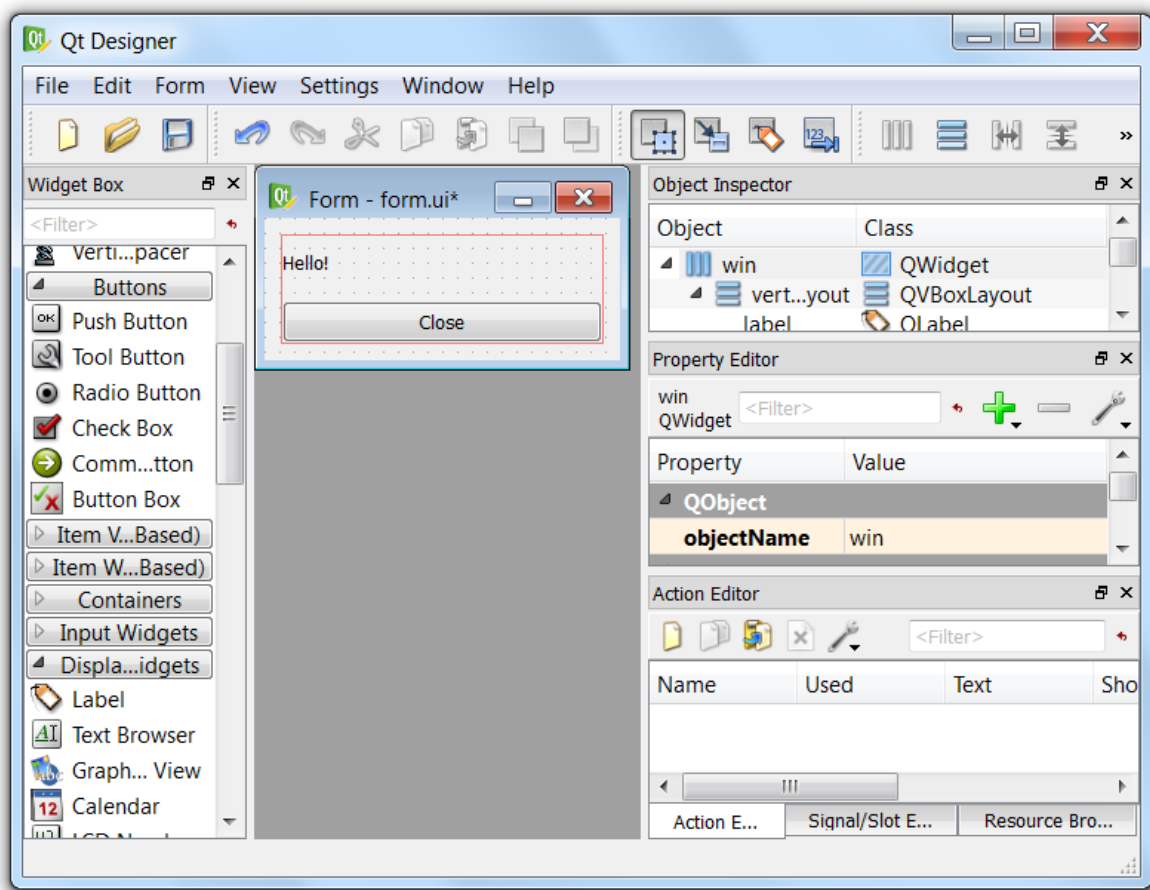 Qt Designer
File Edit Form View Settings Window Help
123
»
Widget Box
<Filter>
Verti...pacer
Buttons
OK Push Button
Tool Button
Radio Button
Check Box
Comm...tton
Button Box
Item V...Based)
Item W...Based)
Containers
Input Widgets
Displa...idgets
Label
AI Text Browser
Graph... View
12 Calendar
Form - form.ui*
Hello!
Close
Object Inspector
Object Class
win QWidget
vert...yout QVBoxLayout
label QLabel
Property Editor
win
QWidget
<Filter>
Property Value
QObject
objectName win
Action Editor
<Filter>
Name Used Text Sho
Action E... Signal/Slot E... Resource Bro...